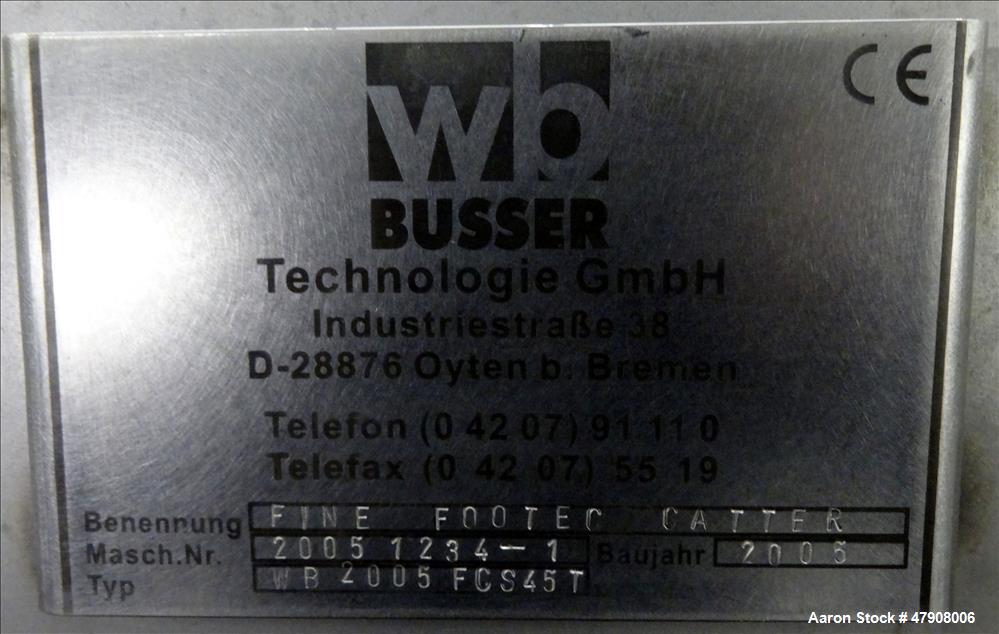 wb
CE
BUSSER
Technologie GmbH
Industriestraße 38
D-28876 Oyten b. Bremen
Telefon (0 42 07) 91 11 0
Telefax (0 42 07) 55 19
Benennung FINE FOOTEC CATTER
Masch.Nr. 2005 1234-1 Baujahr 2005
Typ WB 2005 FCS45T
Aaron Stock # 47908006